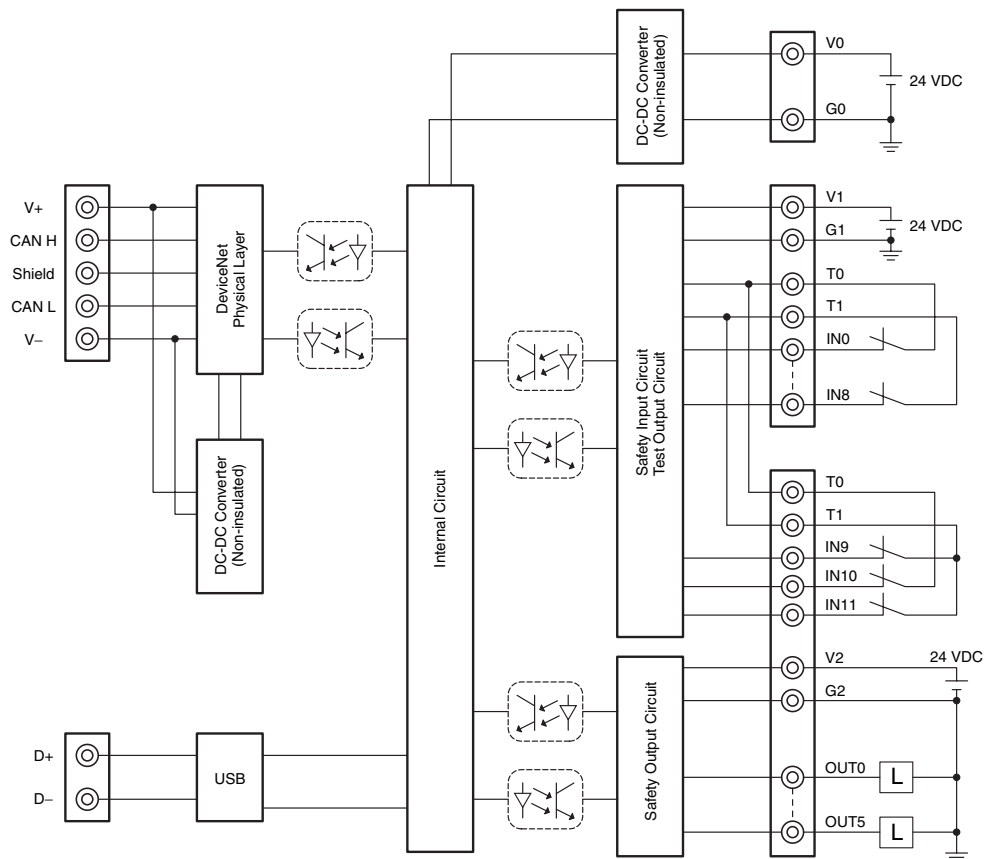 V0
24 VDC
G0
DC-DC Converter
(Non-insulated)
V+
CAN H
Shield
CAN L
V−
DeviceNet
Physical Layer
DC-DC Converter
(Non-insulated)
Internal Circuit
Safety Input Circuit
Test Output Circuit
V1
24 VDC
G1
T0
T1
IN0
IN8
T0
T1
IN9
IN10
IN11
V2
24 VDC
G2
Safety Output Circuit
OUT0
L
OUT5
L
D+
D−
USB